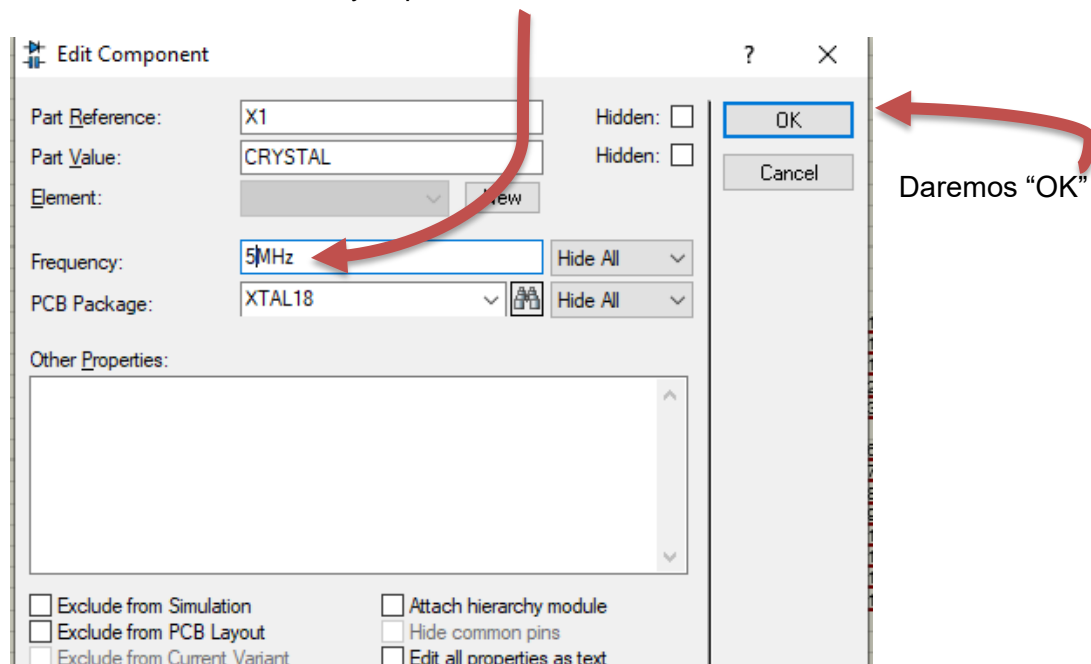 Edit Component ? ×
Part Reference: X1 Hidden:
Part Value: CRYSTAL Hidden:
Element: New
Frequency: 5MHz Hide All
PCB Package: XTAL18 Hide All
Other Properties:
OK
Cancel
Daremos “OK”
Exclude from Simulation Attach hierarchy module
Exclude from PCB Layout Hide common pins
Exclude from Current Variant Edit all properties as text